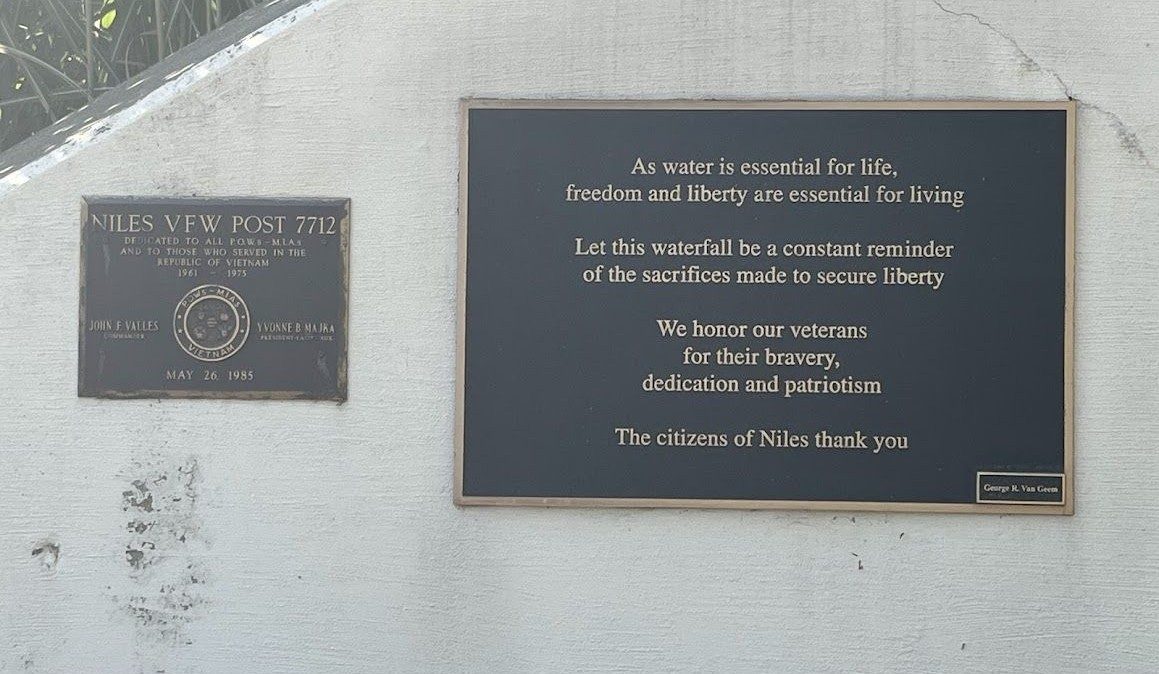 NILES VFW POST 7712
DEDICATED TO ALL P.O.W.s – M.I.A.s
AND TO THOSE WHO SERVED IN THE
REPUBLIC OF VIETNAM
1961 – 1975
P.O.W.s – M.I.A.s
VIETNAM
JOHN F. VALLES
COMMANDER
YVONNE B. MAJKA
PRESIDENT LADIES AUX.
MAY 26, 1985
As water is essential for life,
freedom and liberty are essential for living
Let this waterfall be a constant reminder
of the sacrifices made to secure liberty
We honor our veterans
for their bravery,
dedication and patriotism
The citizens of Niles thank you
George R. Van Geem